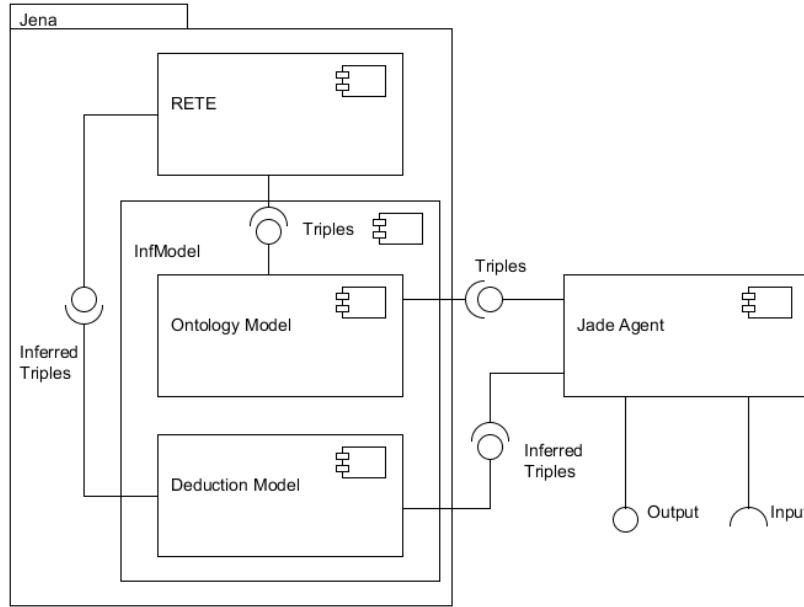 Jena
RETE
Triples
InfModel
Triples
Ontology Model
Jade Agent
Inferred
Triples
Inferred
Triples
Deduction Model
Output
Input